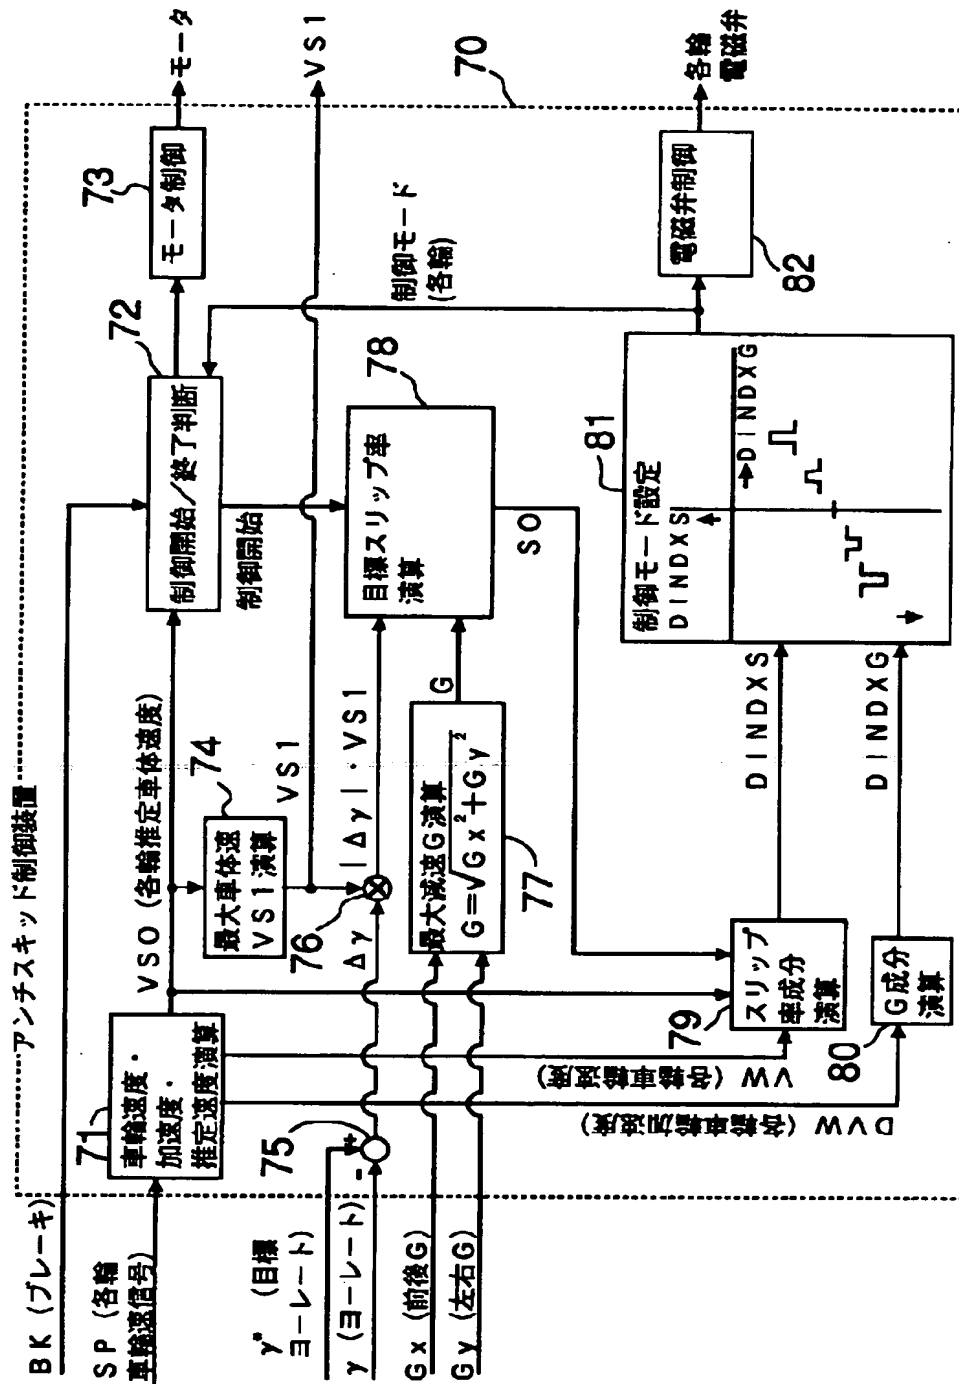 アンチスキッド制御装置
70
BK (ブレーキ)
SP (各輪
車輪速信号)
71
車輪速度・
加速度・
推定速度演算
VSO (各輪推定車体速度)
72
制御開始/終了判断
制御開始
73
モータ制御
モータ
VS1
74
最大車体速
VS1演算
VS1
制御モード
(各輪)
γ* (目標
ヨーレート)
γ (ヨーレート)
75
+
-
Δγ
76
|Δγ|・VS1
Gx (前後G)
Gy (左右G)
77
最大減速G演算
G=√Gx²+Gy²
G
78
目標スリップ率
演算
SO
VW (各輪車輪速度)
DVW (各輪車輪加速度)
79
スリップ
率成分
演算
80
G成分
演算
DINDXS
DINDXG
81
制御モード設定
DINDXS
DINDXG
82
電磁弁制御
各輪
電磁弁